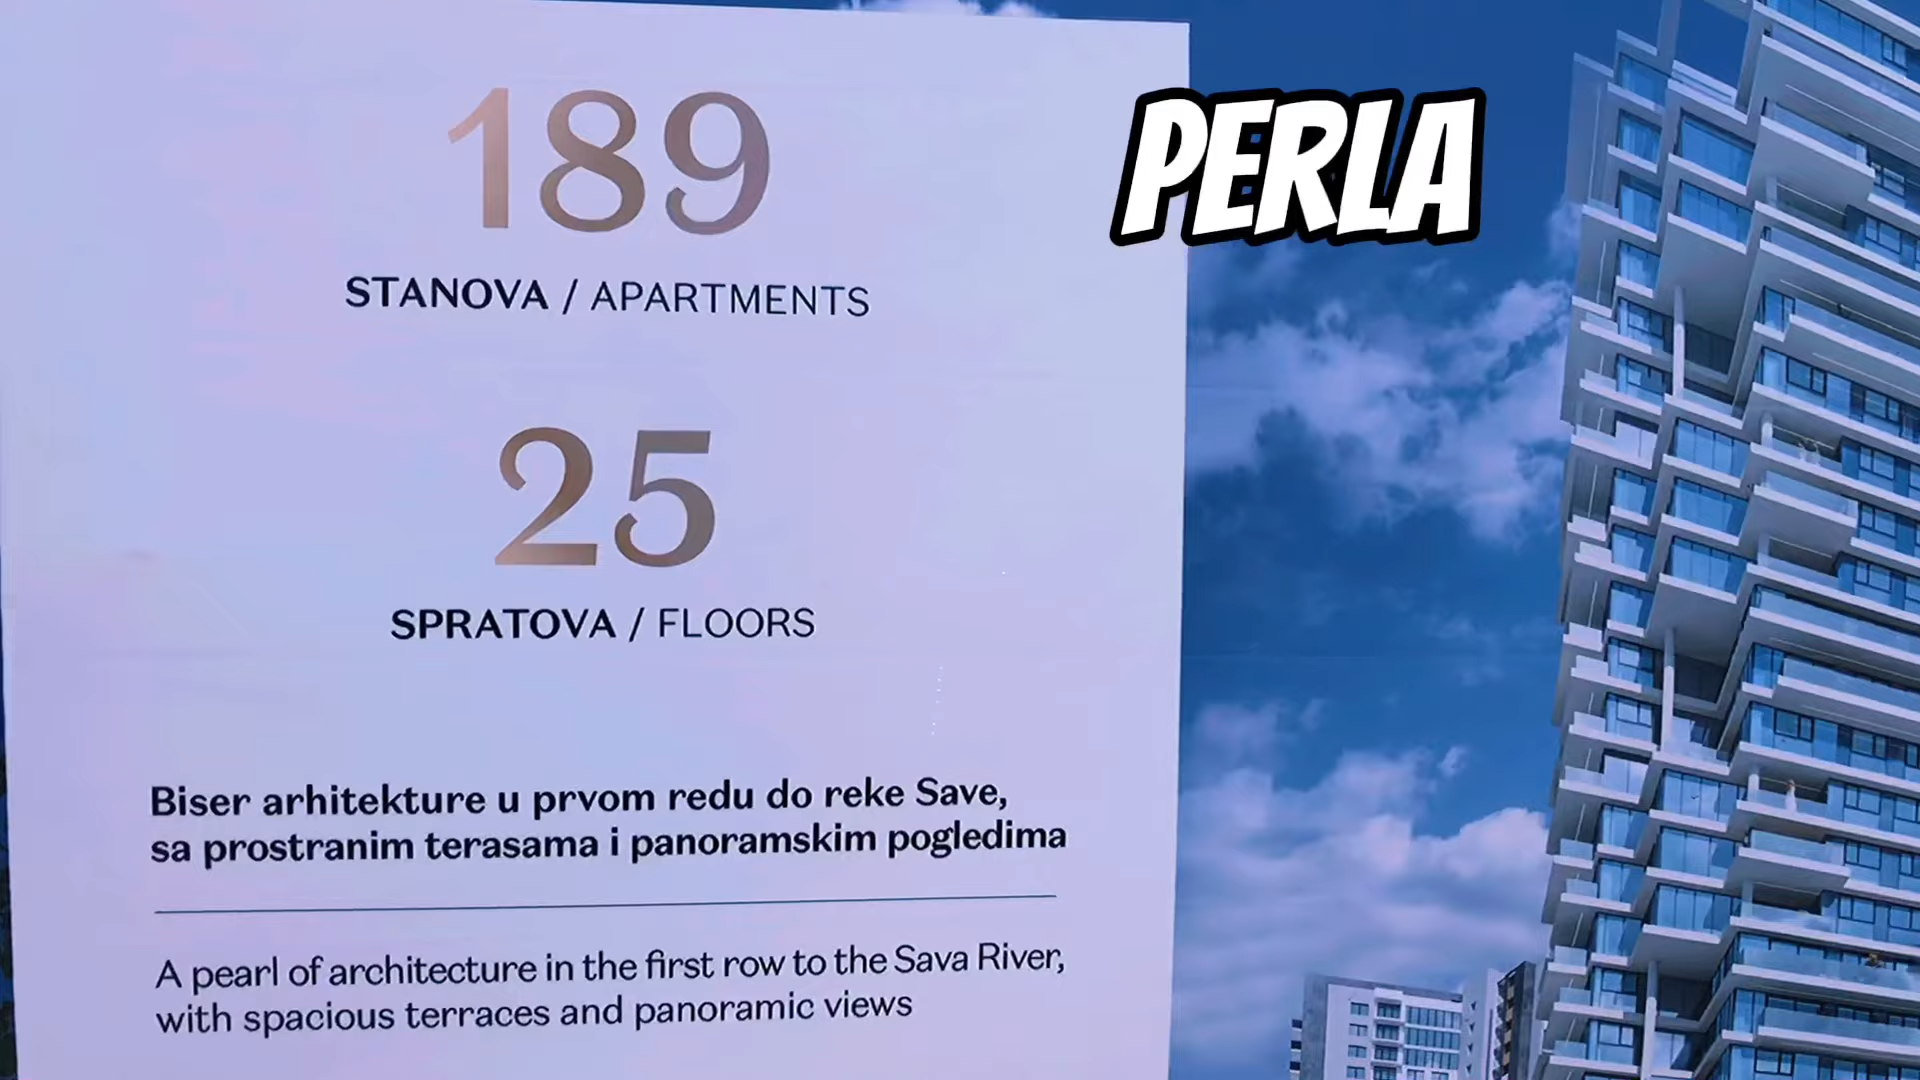 189
STANOVA / APARTMENTS
25
SPRATOVA / FLOORS
Biser arhitekture u prvom redu do reke Save,
sa prostranim terasama i panoramskim pogledima
A pearl of architecture in the first row to the Sava River,
with spacious terraces and panoramic views
PERLA